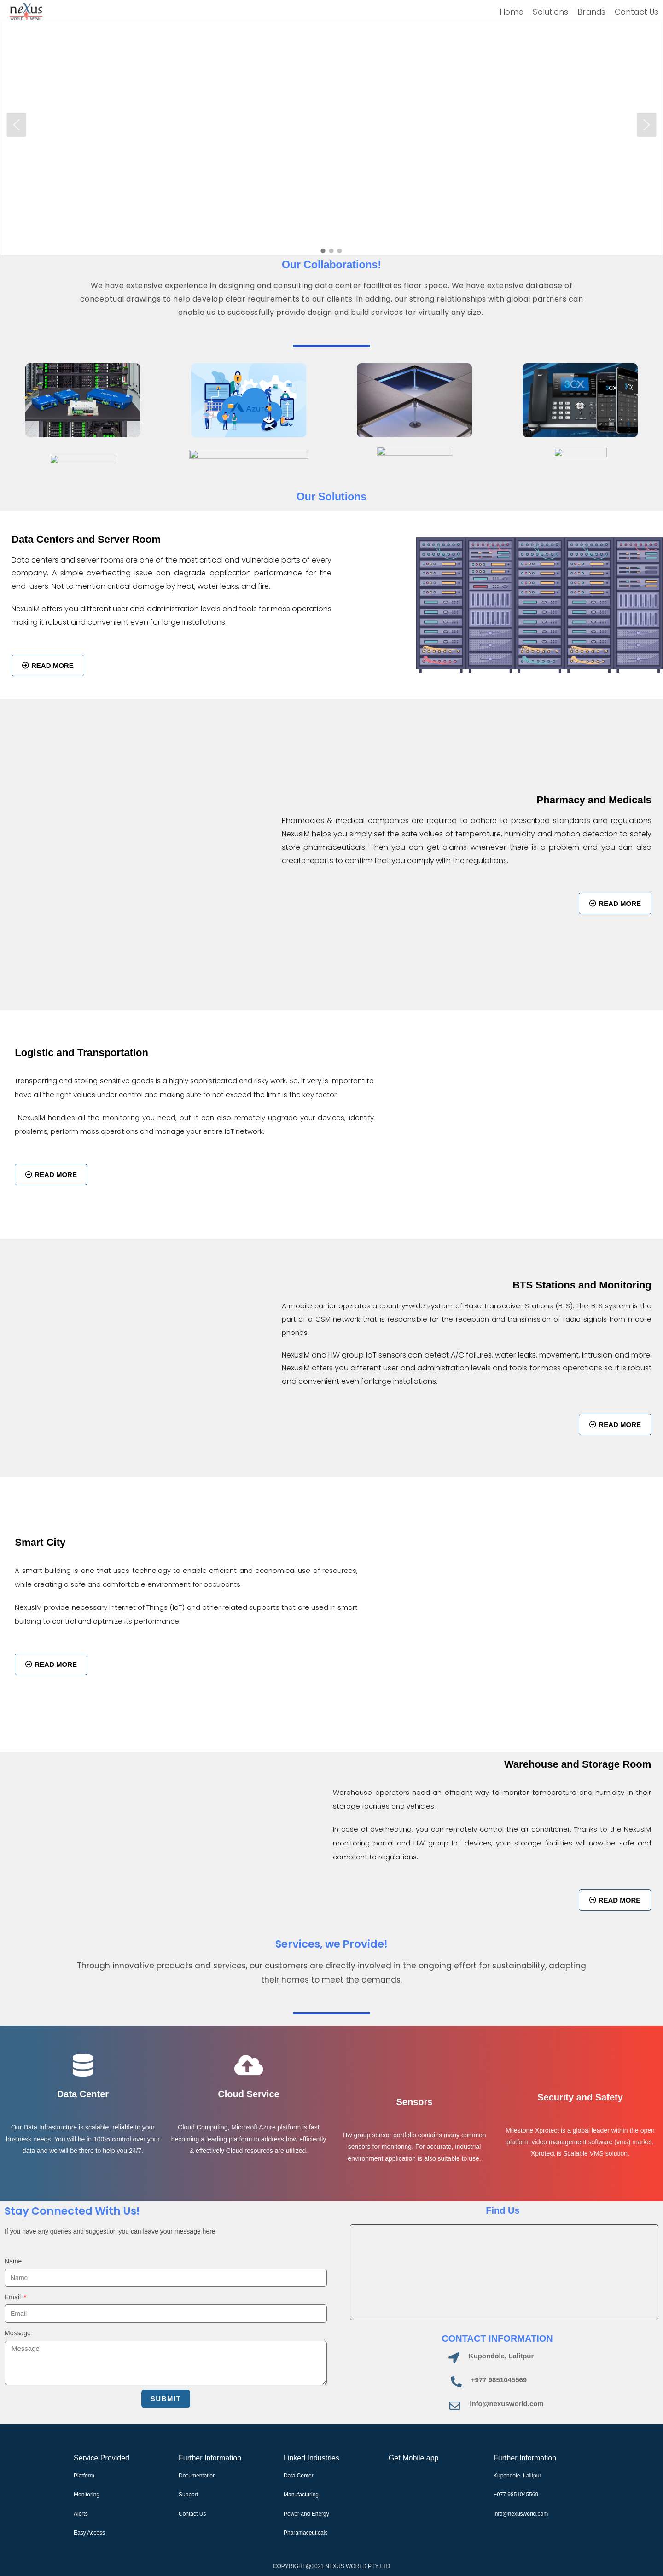 neXus
WORLD NEPAL
Home Solutions Brands Contact Us
Our Collaborations!
We have extensive experience in designing and consulting data center facilitates floor space. We have extensive database of
conceptual drawings to help develop clear requirements to our clients. In adding, our strong relationships with global partners can
enable us to successfully provide design and build services for virtually any size.
Azure
3CX
Our Solutions
Data Centers and Server Room
Data centers and server rooms are one of the most critical and vulnerable parts of every
company. A simple overheating issue can degrade application performance for the
end-users. Not to mention critical damage by heat, water leaks, and fire.
NexusIM offers you different user and administration levels and tools for mass operations
making it robust and convenient even for large installations.
READ MORE
Pharmacy and Medicals
Pharmacies & medical companies are required to adhere to prescribed standards and regulations
NexusIM helps you simply set the safe values of temperature, humidity and motion detection to safely
store pharmaceuticals. Then you can get alarms whenever there is a problem and you can also
create reports to confirm that you comply with the regulations.
READ MORE
Logistic and Transportation
Transporting and storing sensitive goods is a highly sophisticated and risky work. So, it very is important to
have all the right values under control and making sure to not exceed the limit is the key factor.
NexusIM handles all the monitoring you need, but it can also remotely upgrade your devices, identify
problems, perform mass operations and manage your entire IoT network.
READ MORE
BTS Stations and Monitoring
A mobile carrier operates a country-wide system of Base Transceiver Stations (BTS). The BTS system is the
part of a GSM network that is responsible for the reception and transmission of radio signals from mobile
phones.
NexusIM and HW group IoT sensors can detect A/C failures, water leaks, movement, intrusion and more.
NexusIM offers you different user and administration levels and tools for mass operations so it is robust
and convenient even for large installations.
READ MORE
Smart City
A smart building is one that uses technology to enable efficient and economical use of resources,
while creating a safe and comfortable environment for occupants.
NexusIM provide necessary Internet of Things (IoT) and other related supports that are used in smart
building to control and optimize its performance.
READ MORE
Warehouse and Storage Room
Warehouse operators need an efficient way to monitor temperature and humidity in their
storage facilities and vehicles.
In case of overheating, you can remotely control the air conditioner. Thanks to the NexusIM
monitoring portal and HW group IoT devices, your storage facilities will now be safe and
compliant to regulations.
READ MORE
Services, we Provide!
Through innovative products and services, our customers are directly involved in the ongoing effort for sustainability, adapting
their homes to meet the demands.
Data Center
Our Data Infrastructure is scalable, reliable to your
business needs. You will be in 100% control over your
data and we will be there to help you 24/7.
Cloud Service
Cloud Computing, Microsoft Azure platform is fast
becoming a leading platform to address how efficiently
& effectively Cloud resources are utilized.
Sensors
Hw group sensor portfolio contains many common
sensors for monitoring. For accurate, industrial
environment application is also suitable to use.
Security and Safety
Milestone Xprotect is a global leader within the open
platform video management software (vms) market.
Xprotect is Scalable VMS solution.
Stay Connected With Us!
If you have any queries and suggestion you can leave your message here
Name
Name
Email *
Email
Message
Message
SUBMIT
Find Us
CONTACT INFORMATION
Kupondole, Lalitpur
+977 9851045569
info@nexusworld.com
Service Provided
Platform
Monitoring
Alerts
Easy Access
Further Information
Documentation
Support
Contact Us
Linked Industries
Data Center
Manufacturing
Power and Energy
Pharamaceuticals
Get Mobile app
Further Information
Kupondole, Lalitpur
+977 9851045569
info@nexusworld.com
COPYRIGHT@2021 NEXUS WORLD PTY LTD